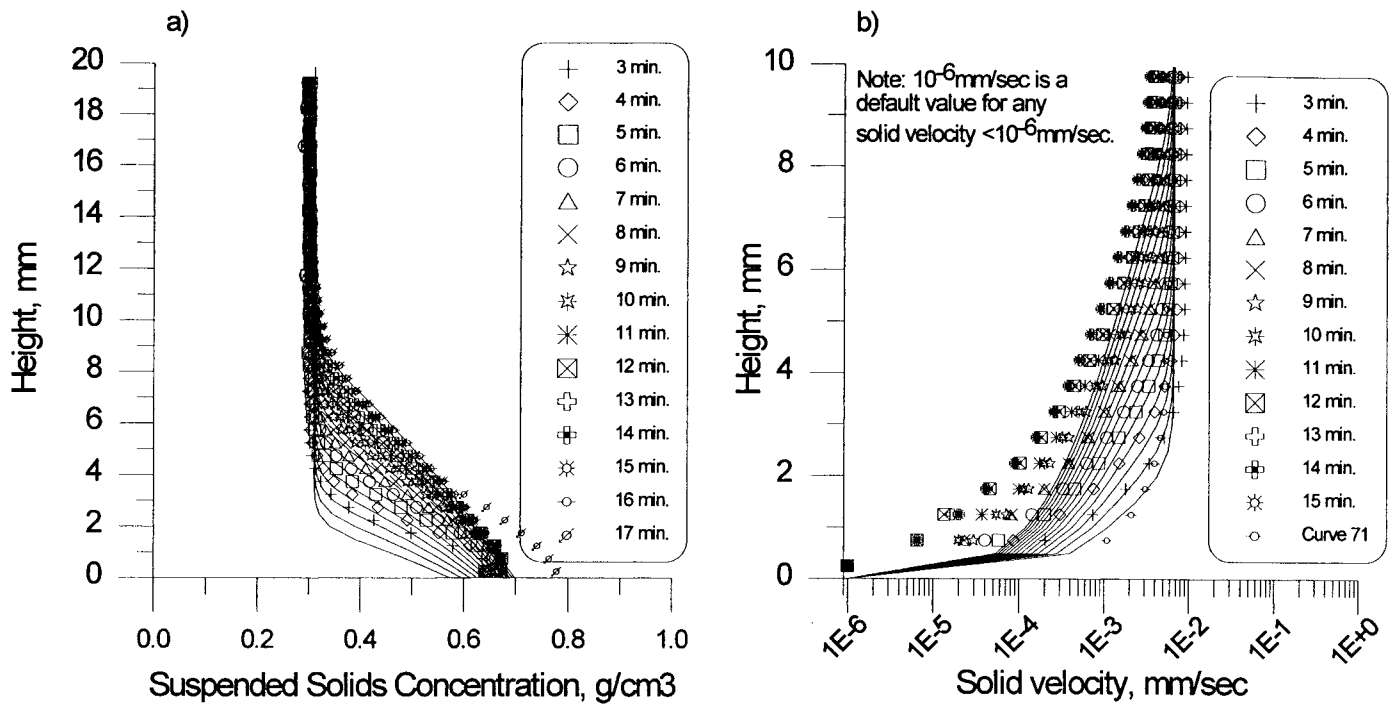 a)
20
18
16
14
12
10
8
6
4
2
0
Height, mm
0.0
0.2
0.4
0.6
0.8
1.0
Suspended Solids Concentration, g/cm3
3 min.
4 min.
5 min.
6 min.
7 min.
8 min.
9 min.
10 min.
11 min.
12 min.
13 min.
14 min.
15 min.
16 min.
17 min.
b)
Note: 10⁻⁶mm/sec is a
default value for any
solid velocity <10⁻⁶mm/sec.
10
8
6
4
2
0
Height, mm
1E-6
1E-5
1E-4
1E-3
1E-2
1E-1
1E+0
Solid velocity, mm/sec
3 min.
4 min.
5 min.
6 min.
7 min.
8 min.
9 min.
10 min.
11 min.
12 min.
13 min.
14 min.
15 min.
Curve 71